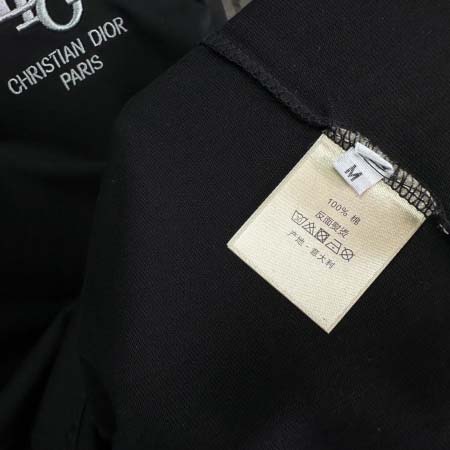 CHRISTIAN DIOR
PARIS
M
100% 棉
反面熨烫
产地 - 意大利